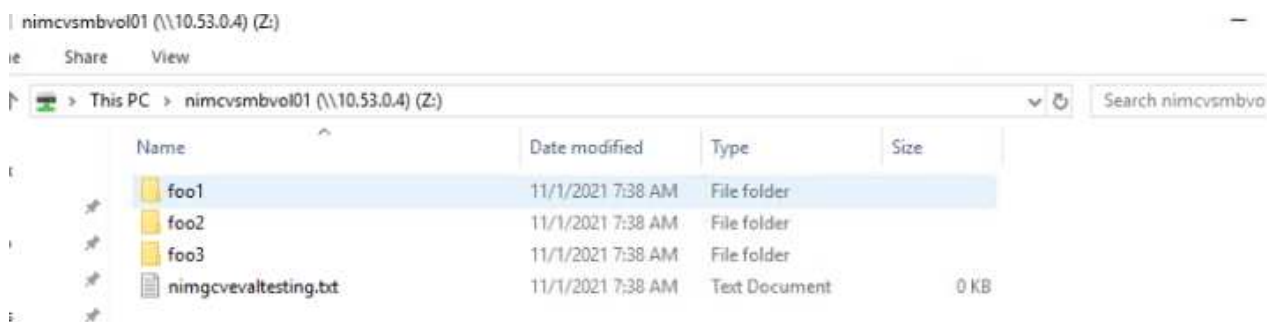 nimcvsmbvol01 (\\10.53.0.4) (Z:)
Share View
> This PC > nimcvsmbvol01 (\\10.53.0.4) (Z:) Search nimcvsmbvo
Name Date modified Type Size
foo1 11/1/2021 7:38 AM File folder
foo2 11/1/2021 7:38 AM File folder
foo3 11/1/2021 7:38 AM File folder
nimgcvevaltesting.txt 11/1/2021 7:38 AM Text Document 0 KB